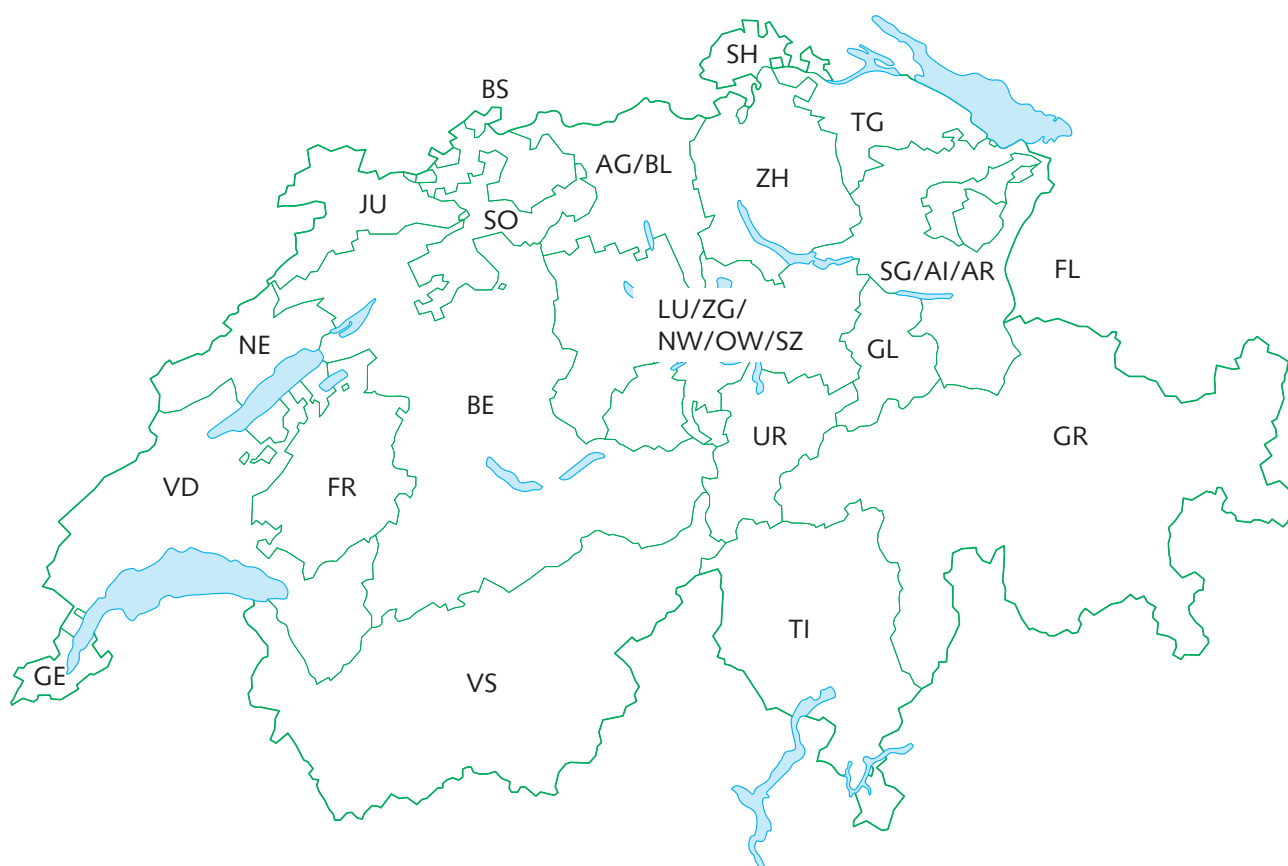 SH
BS
TG
AG/BL
ZH
JU
SO
SG/AI/AR
FL
LU/ZG/
NW/OW/SZ
NE
GL
BE
UR
GR
VD
FR
TI
GE
VS